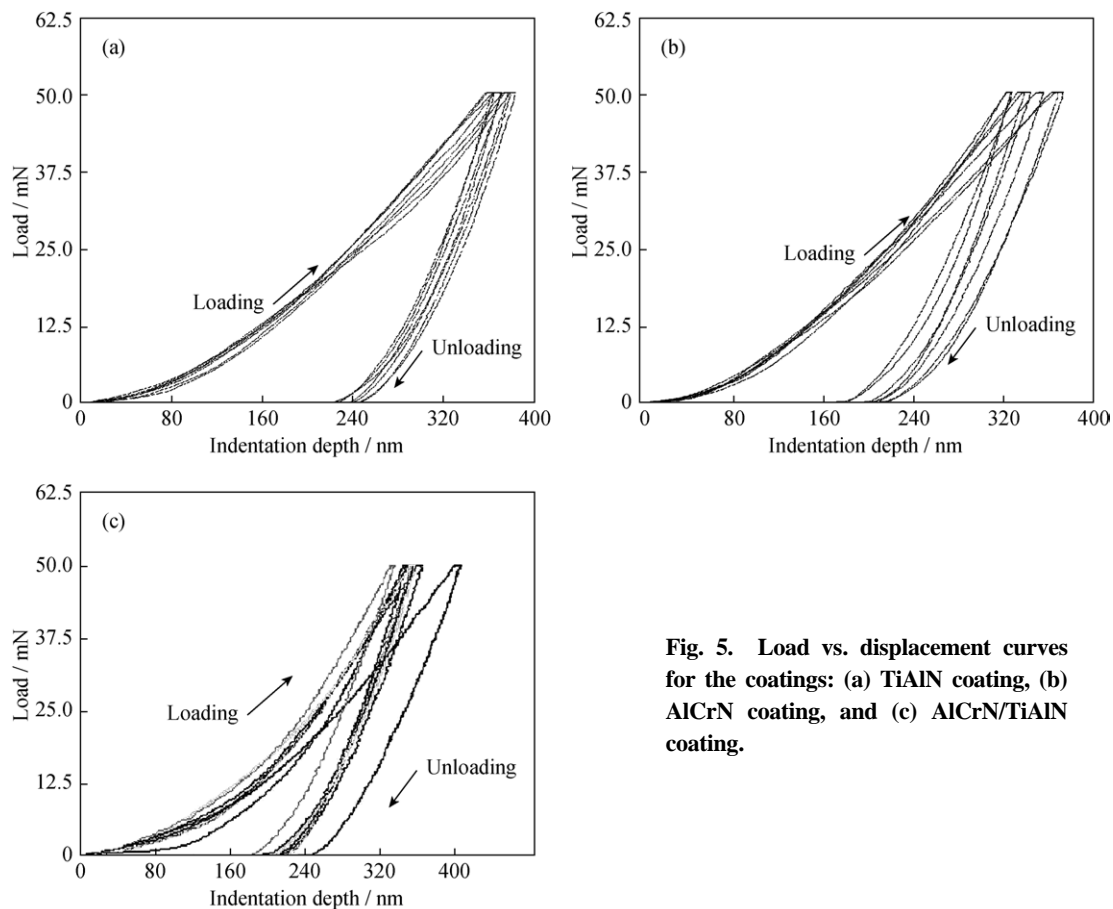 62.5
50.0
37.5
25.0
12.5
0
Load / mN
(a)
Loading
Unloading
0 80 160 240 320 400
Indentation depth / nm
62.5
50.0
37.5
25.0
12.5
0
Load / mN
(b)
Loading
Unloading
0 80 160 240 320 400
Indentation depth / nm
62.5
50.0
37.5
25.0
12.5
0
Load / mN
(c)
Loading
Unloading
0 80 160 240 320 400
Indentation depth / nm
Fig. 5. Load vs. displacement curves
for the coatings: (a) TiAlN coating, (b)
AlCrN coating, and (c) AlCrN/TiAlN
coating.